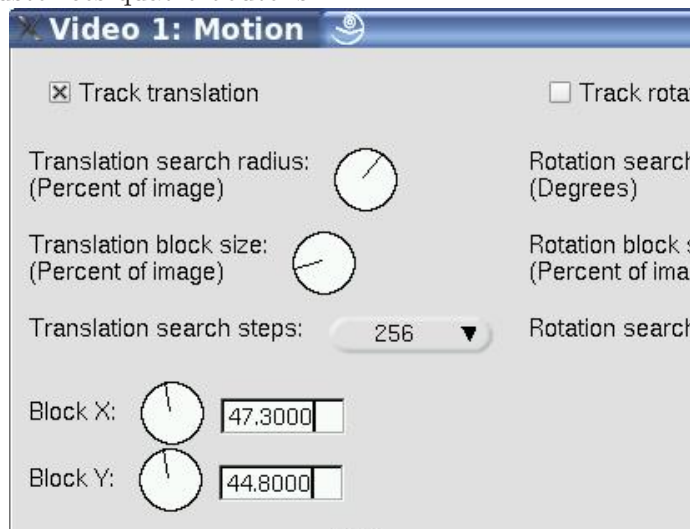 Video 1: Motion
Track translation
Track rota
Translation search radius:
(Percent of image)
Rotation search
(Degrees)
Translation block size:
(Percent of image)
Rotation block s
(Percent of ima
Translation search steps: 256
Rotation search
Block X: 47.3000
Block Y: 44.8000